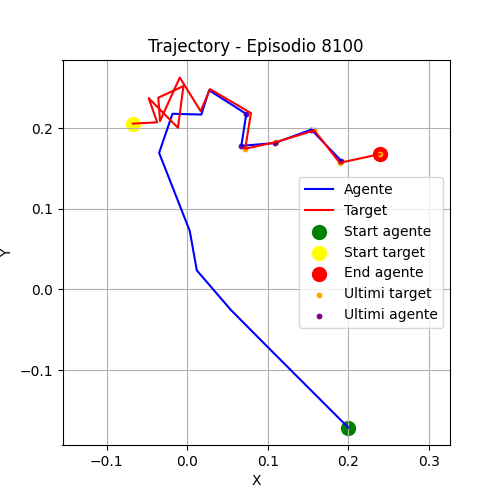 Trajectory - Episodio 8100
Y
0.2
0.1
0.0
−0.1
Agente
Target
Start agente
Start target
End agente
Ultimi target
Ultimi agente
−0.1
0.0
0.1
0.2
0.3
X